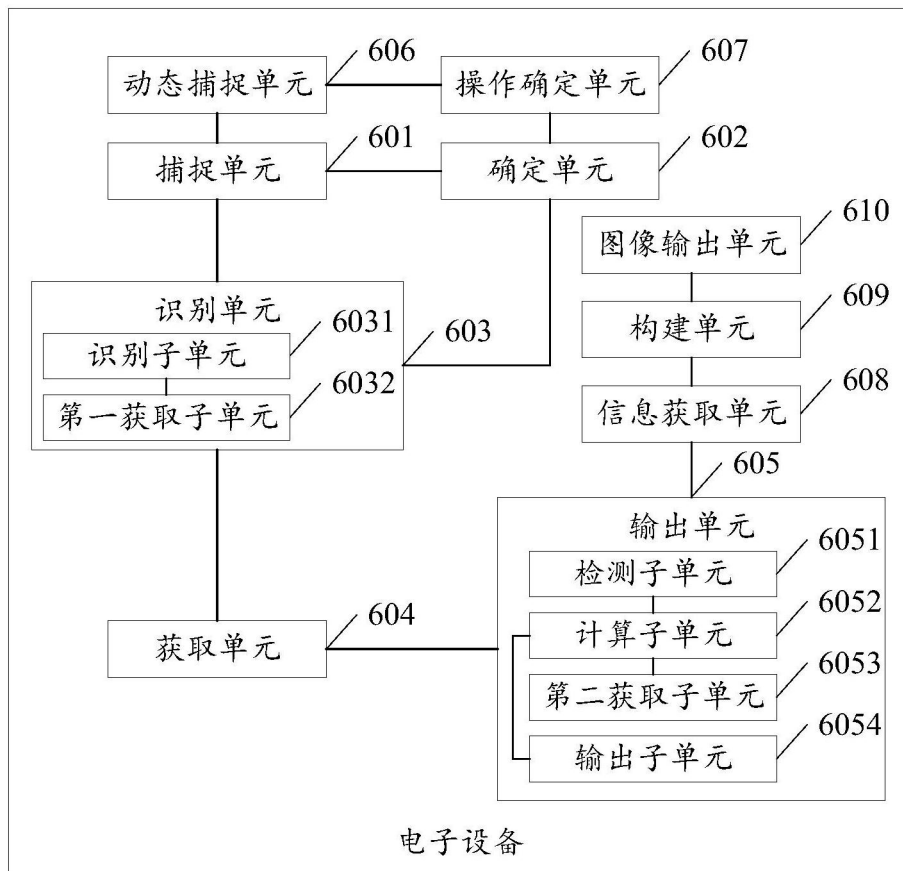 606
607
动态捕捉单元
操作确定单元
601
602
捕捉单元
确定单元
610
图像输出单元
识别单元
609
6031
603
构建单元
识别子单元
6032
608
第一获取子单元
信息获取单元
605
输出单元
6051
检测子单元
604
6052
获取单元
计算子单元
6053
第二获取子单元
6054
输出子单元
电子设备